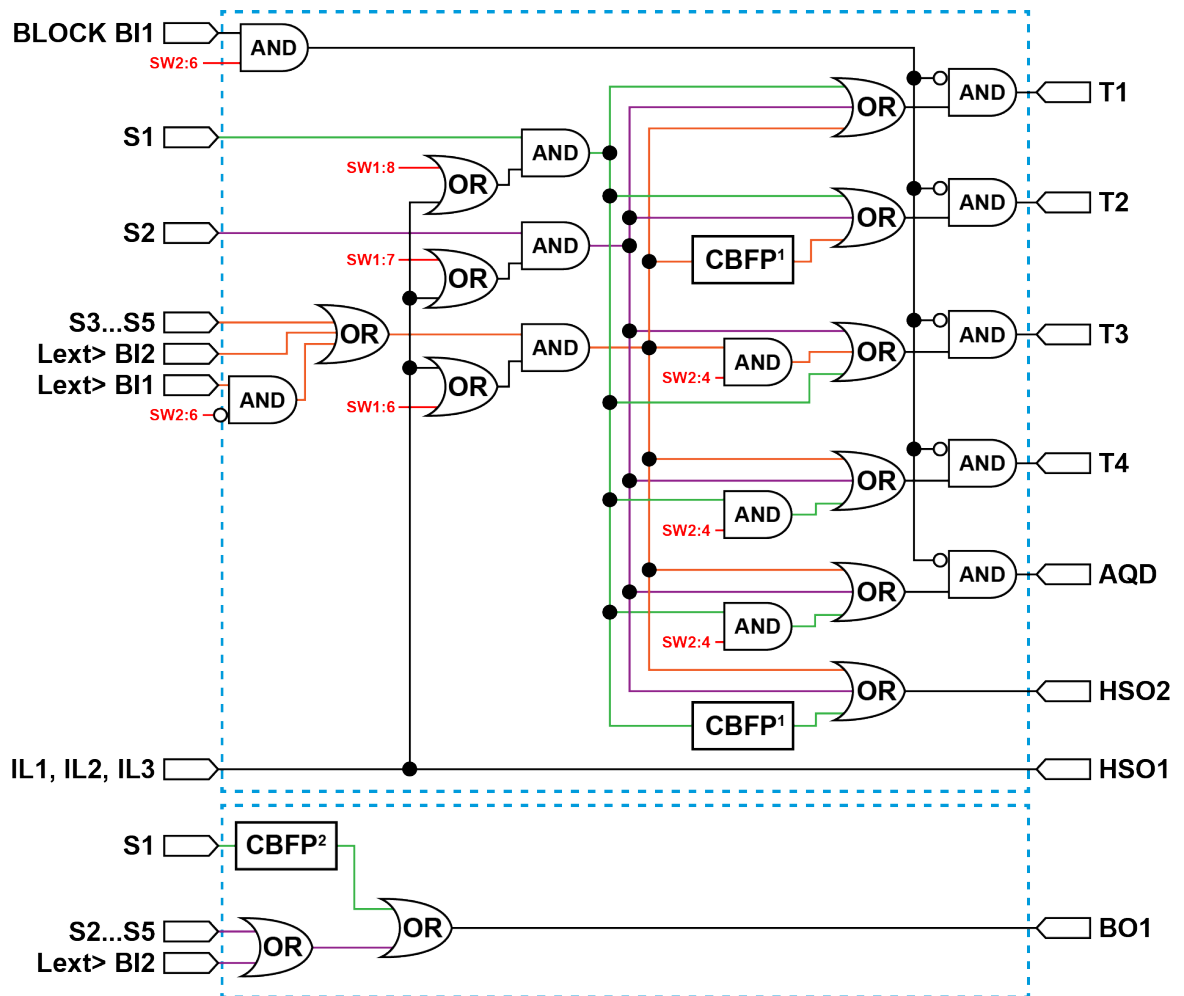 BLOCK BI1
AND
SW2:6
S1
SW1:8
OR
AND
S2
SW1:7
OR
AND
S3...S5
Lext> BI2
Lext> BI1
SW2:6
AND
OR
SW1:6
OR
AND
OR
AND
T1
OR
CBFP¹
AND
T2
AND
SW2:4
OR
AND
T3
AND
SW2:4
OR
AND
T4
AND
SW2:4
OR
AND
AQD
CBFP¹
OR
HSO2
IL1, IL2, IL3
HSO1
S1
CBFP²
S2...S5
Lext> BI2
OR
OR
BO1